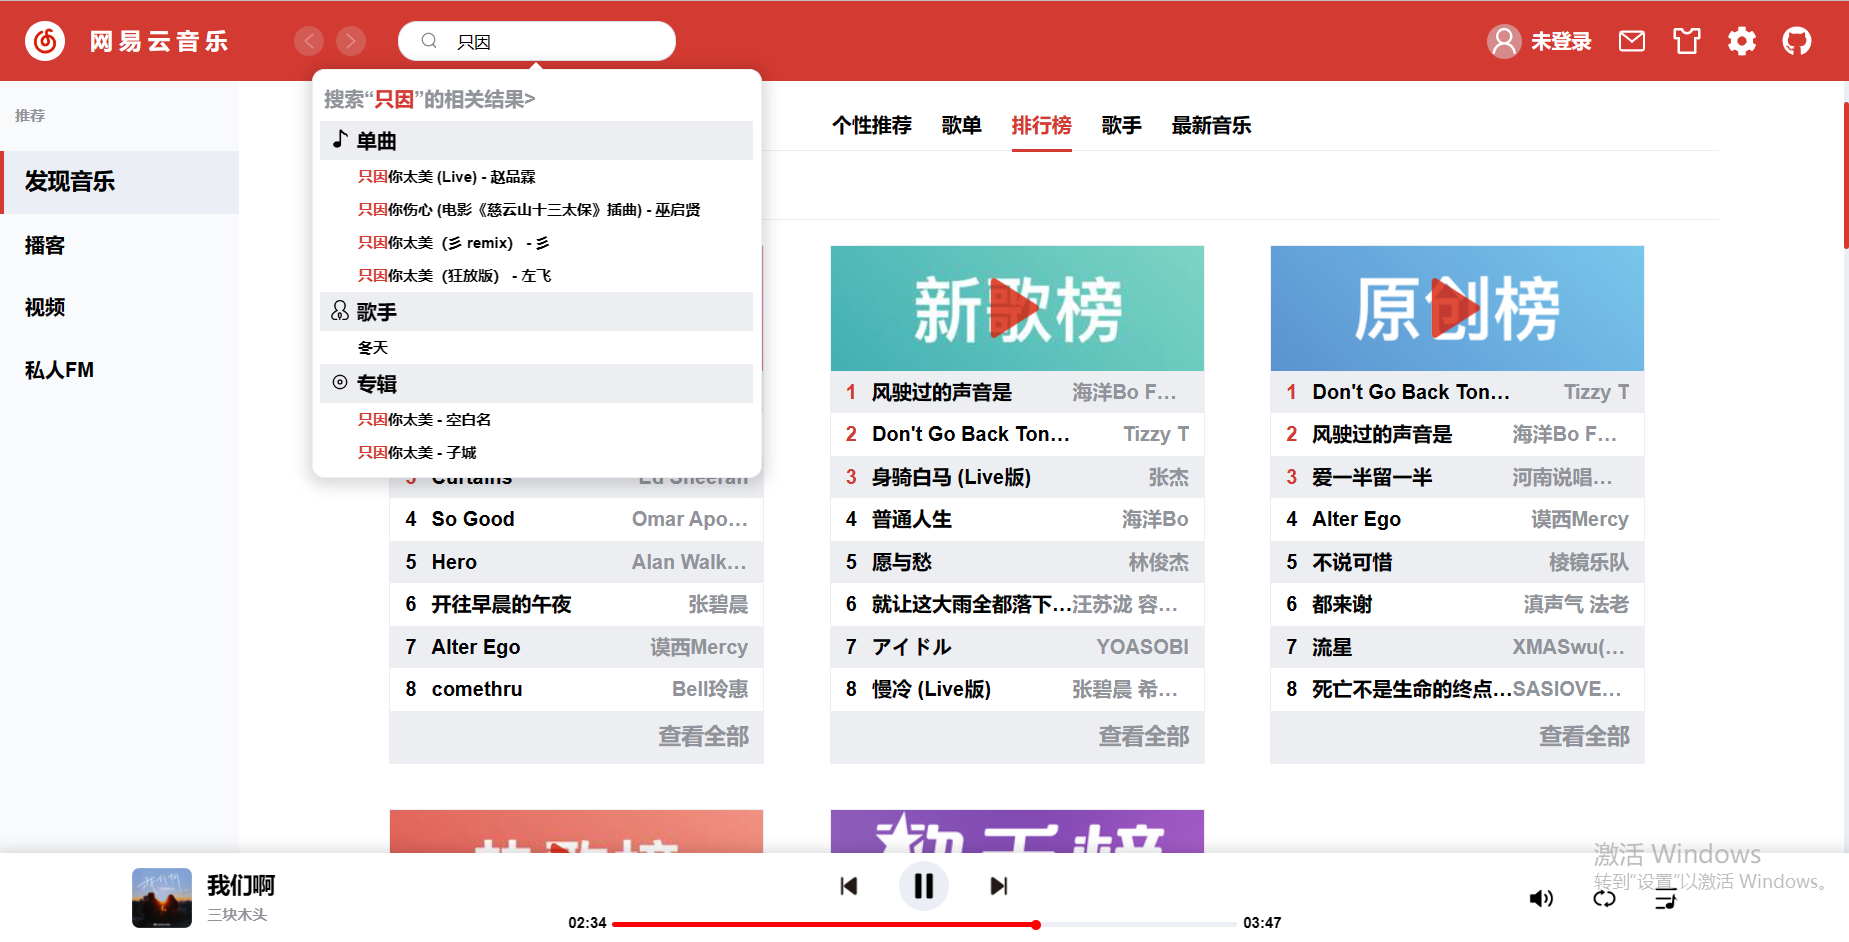 网易云音乐
只因
未登录
推荐
发现音乐
播客
视频
私人FM
搜索“只因”的相关结果>
单曲
只因你太美 (Live) - 赵品霖
只因你伤心 (电影《慈云山十三太保》插曲) - 巫启贤
只因你太美（彡 remix） - 彡
只因你太美（狂放版） - 左飞
歌手
冬天
专辑
只因你太美 - 空白名
只因你太美 - 子城
个性推荐 歌单 排行榜 歌手 最新音乐
3 Curtains Ed Sheeran
4 So Good Omar Apo...
5 Hero Alan Walk...
6 开往早晨的午夜 张碧晨
7 Alter Ego 谟西Mercy
8 comethru Bell玲惠
查看全部
新歌榜
1 风驶过的声音是 海洋Bo F...
2 Don't Go Back Ton... Tizzy T
3 身骑白马 (Live版) 张杰
4 普通人生 海洋Bo
5 愿与愁 林俊杰
6 就让这大雨全都落下... 汪苏泷 容...
7 アイドル YOASOBI
8 慢冷 (Live版) 张碧晨 希...
查看全部
原创榜
1 Don't Go Back Ton... Tizzy T
2 风驶过的声音是 海洋Bo F...
3 爱一半留一半 河南说唱...
4 Alter Ego 谟西Mercy
5 不说可惜 棱镜乐队
6 都来谢 滇声气 法老
7 流星 XMASwu(...
8 死亡不是生命的终点... SASIOVE...
查看全部
我们啊
三块木头
02:34
03:47
激活 Windows
转到“设置”以激活 Windows。